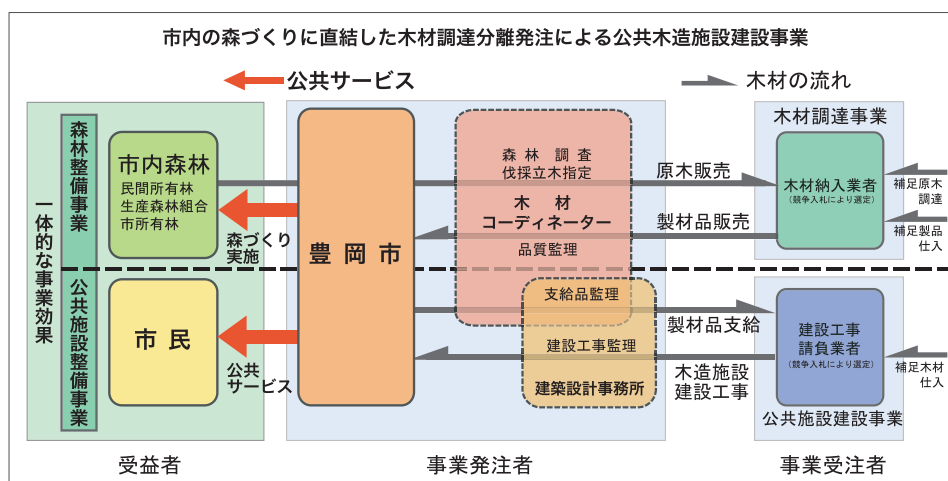 市内の森づくりに直結した木材調達分離発注による公共木造施設建設事業
公共サービス
木材の流れ
一体的な事業効果
森林整備事業
公共施設整備事業
市内森林
民間所有林
生産森林組合
市所有林
森づくり
実施
市民
公共
サービス
受益者
豊岡市
森林調査
伐採立木指定
木材
コーディネーター
品質監理
支給品監理
建設工事監理
建築設計事務所
事業発注者
原木販売
製材品販売
製材品支給
木造施設
建設工事
木材調達事業
木材納入業者
(競争入札により選定)
補足原木
調達
補足製品
仕入
建設工事
請負業者
(競争入札により選定)
補足木材
仕入
公共施設建設事業
事業受注者